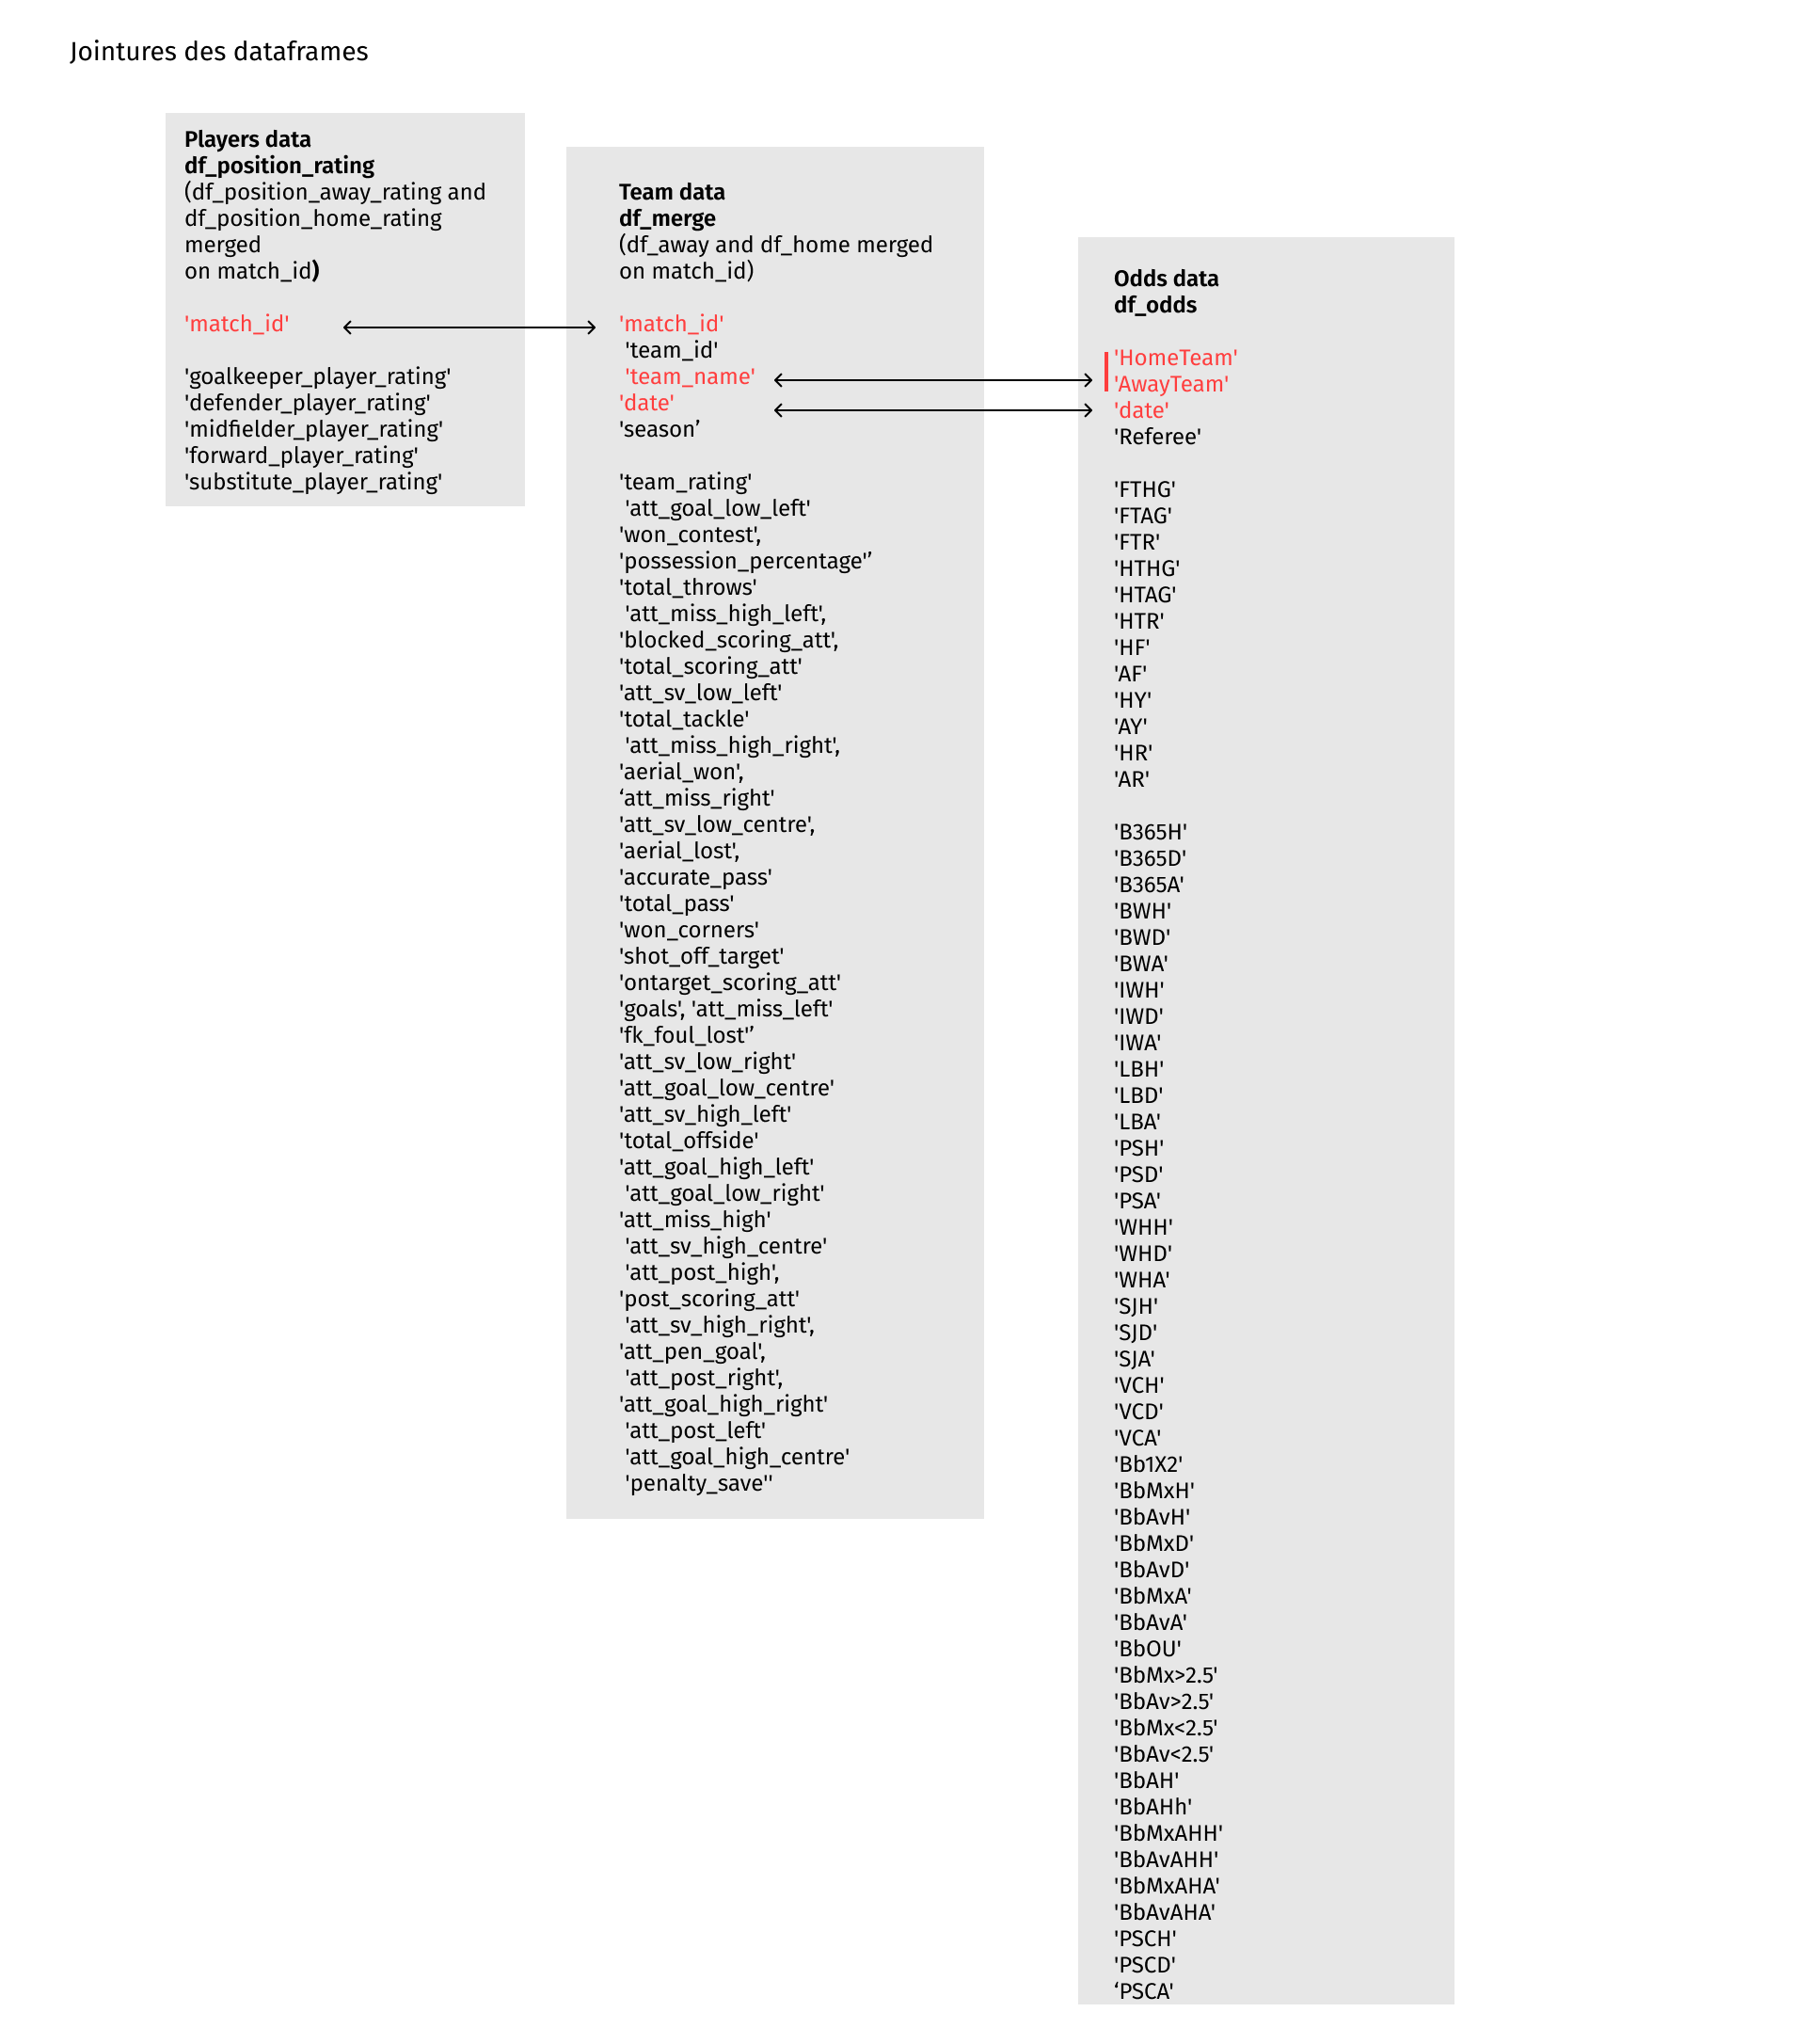 Jointures des dataframes
Players data
df_position_rating
(df_position_away_rating and
df_position_home_rating
merged
on match_id)
'match_id'
'goalkeeper_player_rating'
'defender_player_rating'
'midfielder_player_rating'
'forward_player_rating'
'substitute_player_rating'
Team data
df_merge
(df_away and df_home merged
on match_id)
'match_id'
'team_id'
'team_name'
'date'
'season’
'team_rating'
'att_goal_low_left'
'won_contest',
'possession_percentage'’
'total_throws'
'att_miss_high_left',
'blocked_scoring_att',
'total_scoring_att'
'att_sv_low_left'
'total_tackle'
'att_miss_high_right',
'aerial_won',
‘att_miss_right'
'att_sv_low_centre',
'aerial_lost',
'accurate_pass'
'total_pass'
'won_corners'
'shot_off_target'
'ontarget_scoring_att'
'goals', 'att_miss_left'
'fk_foul_lost'’
'att_sv_low_right'
'att_goal_low_centre'
'att_sv_high_left'
'total_offside'
'att_goal_high_left'
'att_goal_low_right'
'att_miss_high'
'att_sv_high_centre'
'att_post_high',
'post_scoring_att'
'att_sv_high_right',
'att_pen_goal',
'att_post_right',
'att_goal_high_right'
'att_post_left'
'att_goal_high_centre'
'penalty_save''
Odds data
df_odds
'HomeTeam'
'AwayTeam'
'date'
'Referee'
'FTHG'
'FTAG'
'FTR'
'HTHG'
'HTAG'
'HTR'
'HF'
'AF'
'HY'
'AY'
'HR'
'AR'
'B365H'
'B365D'
'B365A'
'BWH'
'BWD'
'BWA'
'IWH'
'IWD'
'IWA'
'LBH'
'LBD'
'LBA'
'PSH'
'PSD'
'PSA'
'WHH'
'WHD'
'WHA'
'SJH'
'SJD'
'SJA'
'VCH'
'VCD'
'VCA'
'Bb1X2'
'BbMxH'
'BbAvH'
'BbMxD'
'BbAvD'
'BbMxA'
'BbAvA'
'BbOU'
'BbMx>2.5'
'BbAv>2.5'
'BbMx<2.5'
'BbAv<2.5'
'BbAH'
'BbAHh'
'BbMxAHH'
'BbAvAHH'
'BbMxAHA'
'BbAvAHA'
'PSCH'
'PSCD'
‘PSCA'